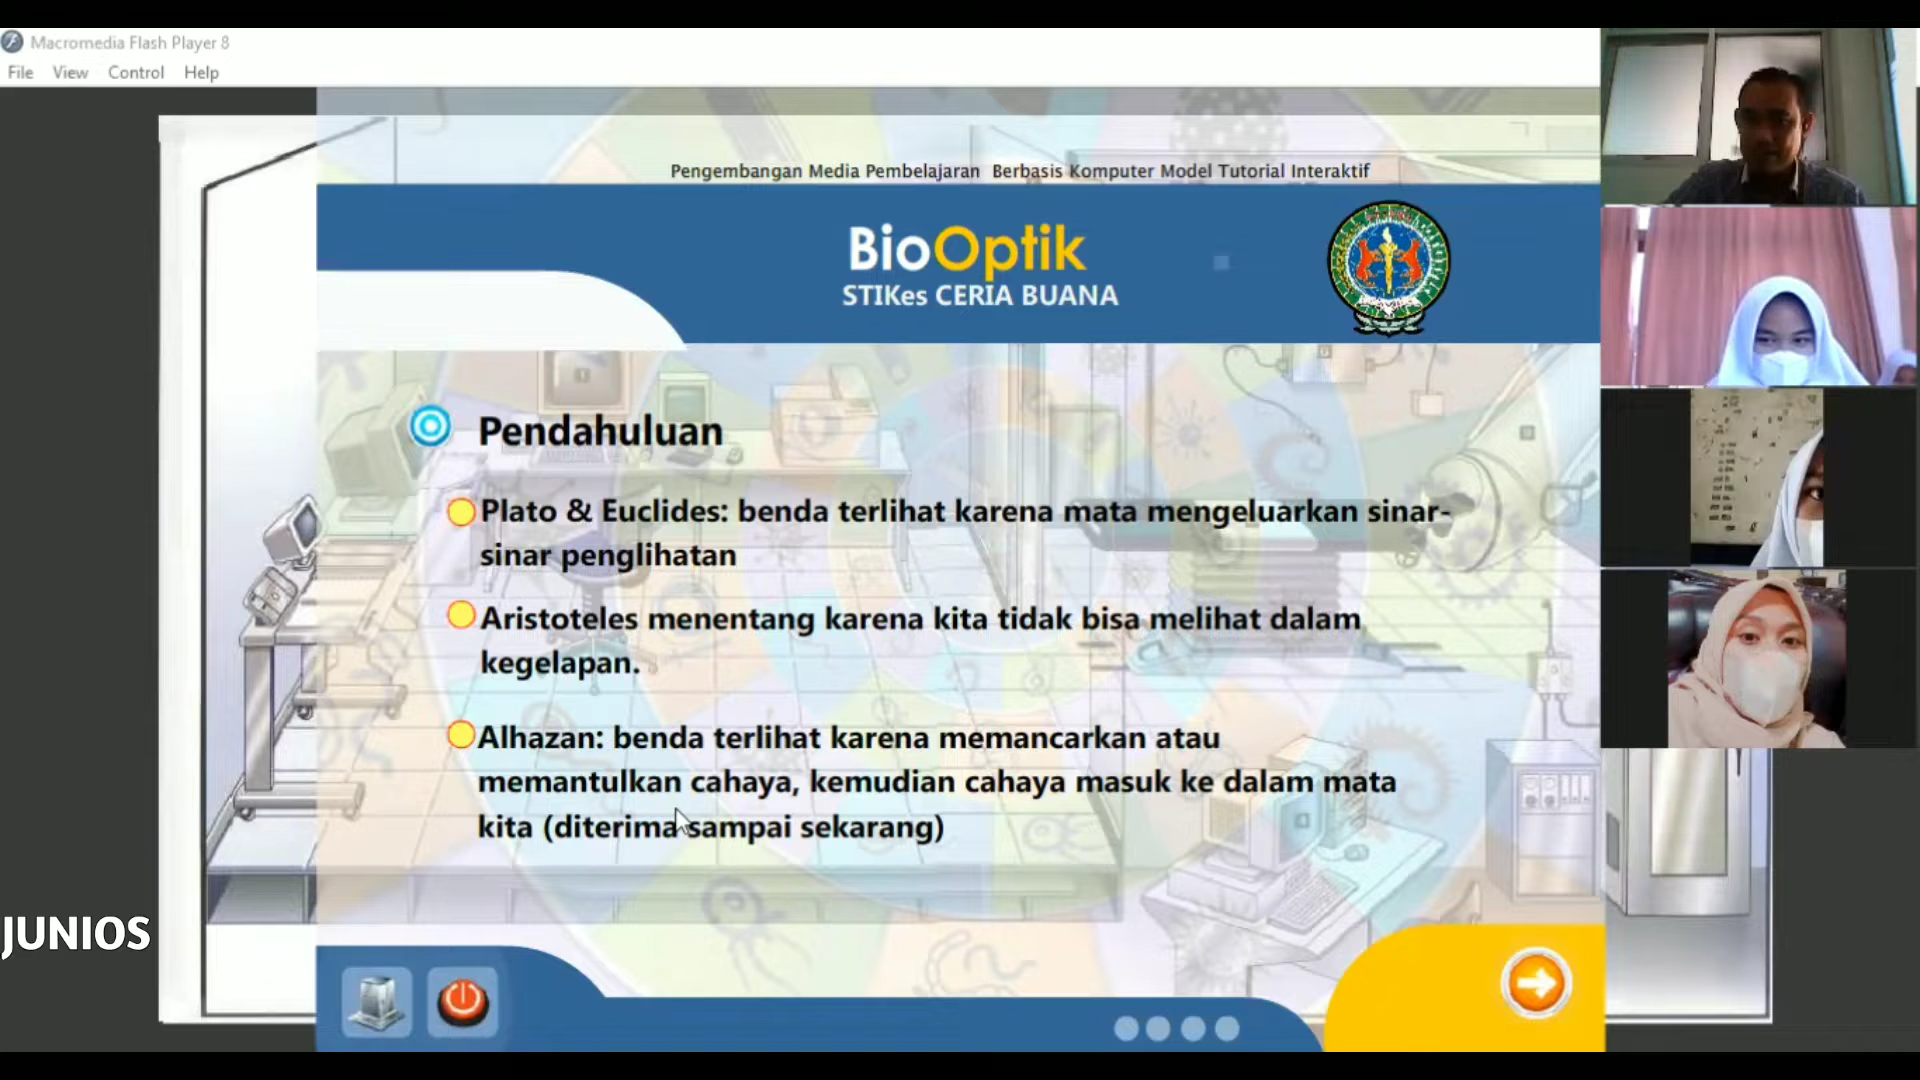 Macromedia Flash Player 8
File View Control Help
Pengembangan Media Pembelajaran Berbasis Komputer Model Tutorial Interaktif
BioOptik
STIKes CERIA BUANA
Pendahuluan
Plato & Euclides: benda terlihat karena mata mengeluarkan sinar-
sinar penglihatan
Aristoteles menentang karena kita tidak bisa melihat dalam
kegelapan.
Alhazan: benda terlihat karena memancarkan atau
memantulkan cahaya, kemudian cahaya masuk ke dalam mata
kita (diterima sampai sekarang)
JUNIOS